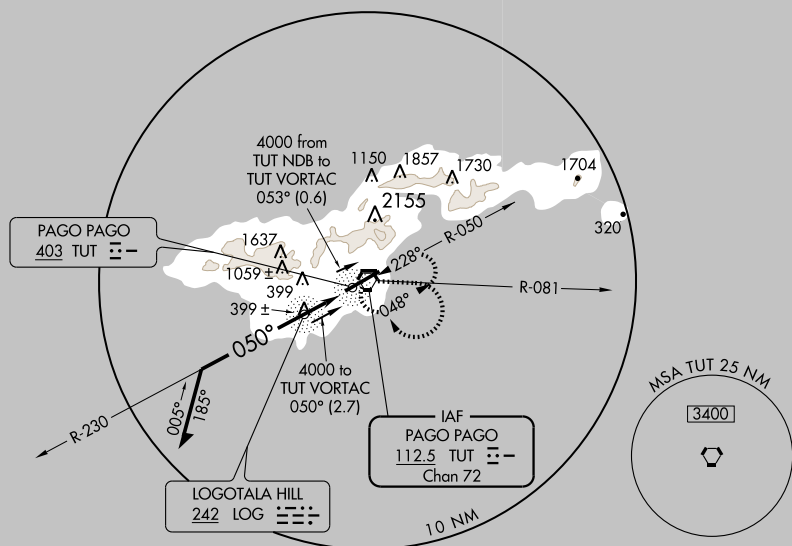 4000 from
TUT NDB to
TUT VORTAC
053° (0.6)
1150
1857
1730
1704
2155
320
PAGO PAGO
403 TUT
1637
1059 ±
399
399 ±
R-050
228°
R-081
048°
050°
4000 to
TUT VORTAC
050° (2.7)
005°
185°
R-230
IAF
PAGO PAGO
112.5 TUT
Chan 72
LOGOTALA HILL
242 LOG
10 NM
MSA TUT 25 NM
3400